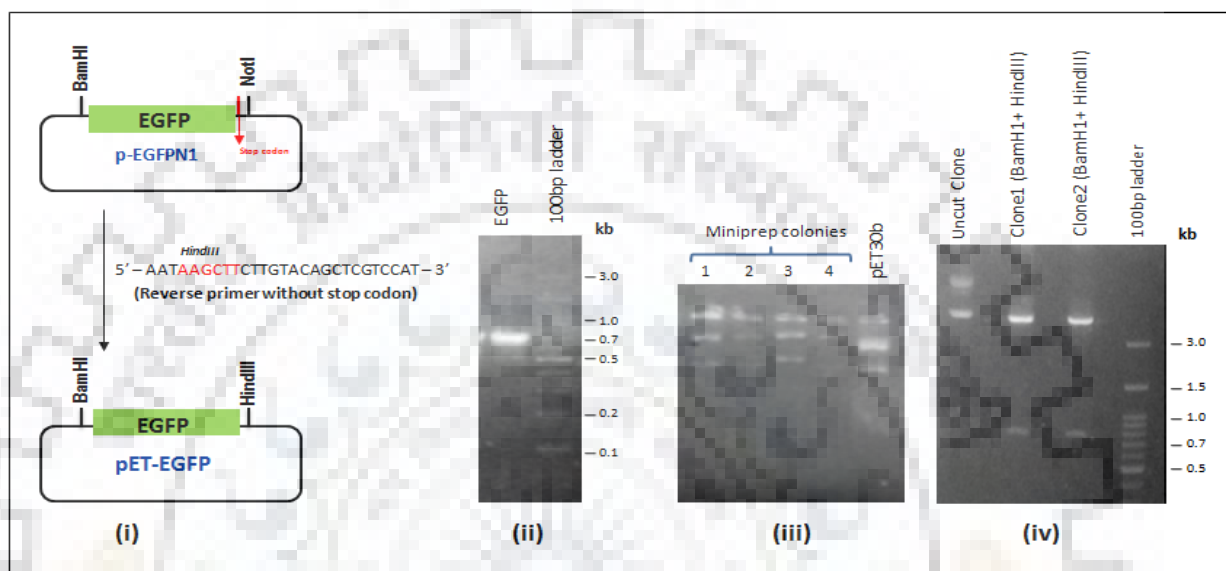 BamHI
NotI
EGFP
p-EGFPN1
Stop codon
HindIII
5′ – AATAAGCTTCTTGTACAGCTCGTCCAT– 3′
(Reverse primer without stop codon)
BamHI
HindIII
EGFP
pET-EGFP
(i)
EGFP
100bp ladder
kb
3.0
1.0
0.7
0.5
0.2
0.1
(ii)
Miniprep colonies
1 2 3 4
pET30b
(iii)
Uncut Clone
Clone1 (BamH1+ HindIII)
Clone2 (BamH1+ HindIII)
100bp ladder
kb
3.0
1.5
1.0
0.7
0.5
(iv)